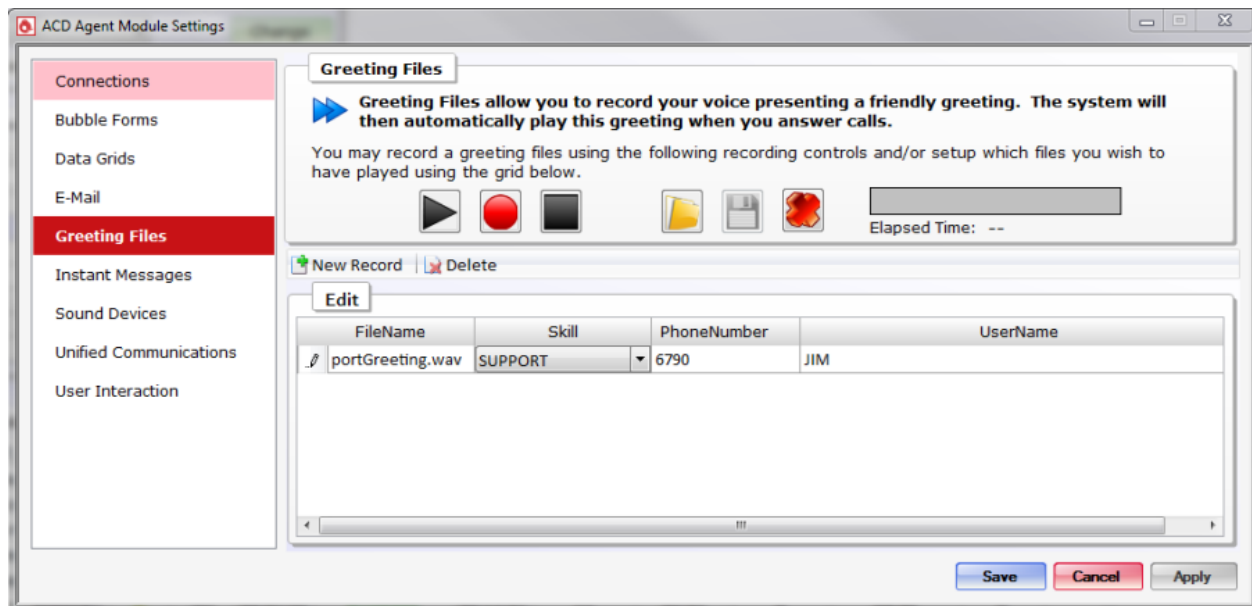 ACD Agent Module Settings
Connections
Bubble Forms
Data Grids
E-Mail
Greeting Files
Instant Messages
Sound Devices
Unified Communications
User Interaction
Greeting Files
Greeting Files allow you to record your voice presenting a friendly greeting. The system will
then automatically play this greeting when you answer calls.
You may record a greeting files using the following recording controls and/or setup which files you wish to
have played using the grid below.
Elapsed Time: --
New Record Delete
Edit
FileName Skill PhoneNumber UserName
portGreeting.wav SUPPORT 6790 JIM
Save Cancel Apply